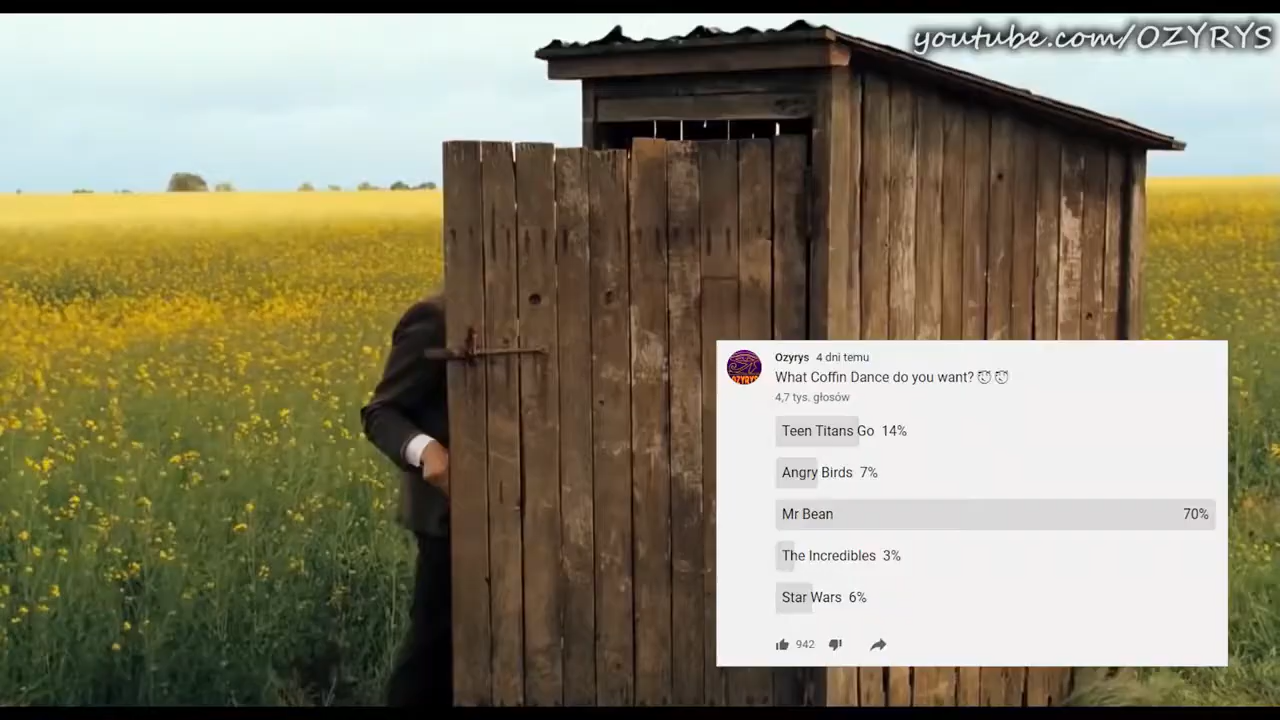 youtube.com/OZYRYS
Ozyrys 4 dni temu
What Coffin Dance do you want?
4,7 tys. głosów
Teen Titans Go 14%
Angry Birds 7%
Mr Bean 70%
The Incredibles 3%
Star Wars 6%
942
OZYRYS